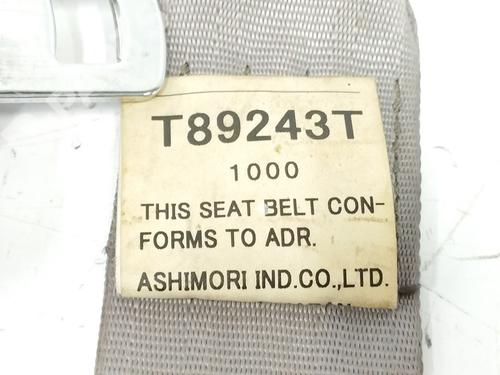 T89243T
1000
THIS SEAT BELT CON-
FORMS TO ADR.
ASHIMORI IND.CO.,LTD.